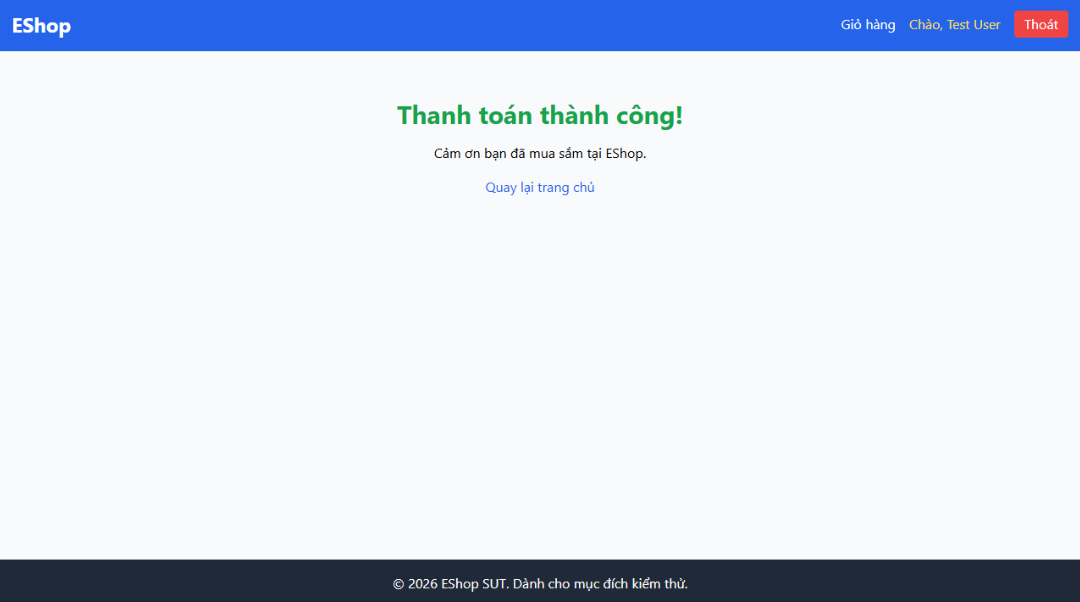 EShop
Giỏ hàng
Chào, Test User
Thoát
Thanh toán thành công!
Cảm ơn bạn đã mua sắm tại EShop.
Quay lại trang chủ
© 2026 EShop SUT. Dành cho mục đích kiểm thử.